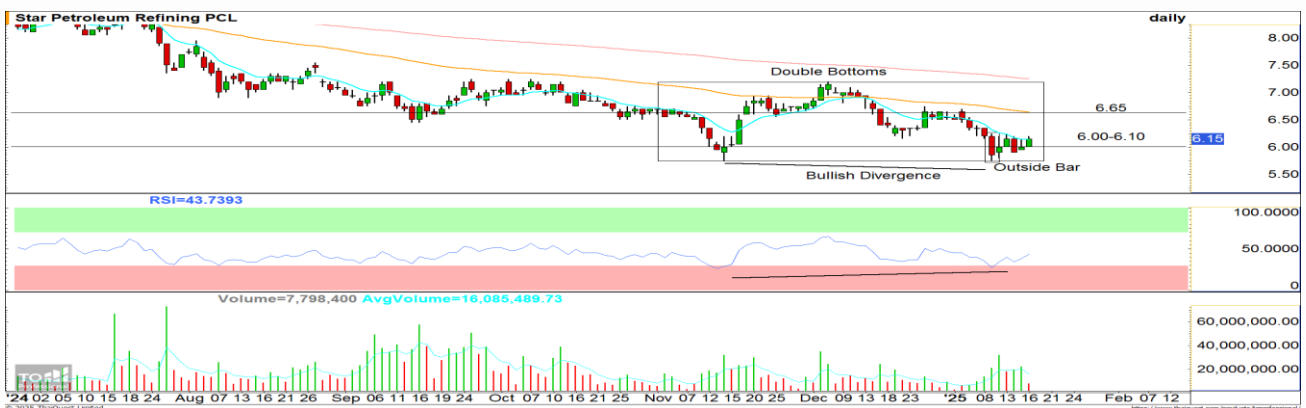 Star Petroleum Refining PCL
daily
8.00
7.50
Double Bottoms
7.00
6.65
6.50
6.00-6.10
6.15
6.00
Outside Bar
Bullish Divergence
5.50
RSI=43.7393
100.0000
50.0000
0
Volume=7,798,400 AvgVolume=16,085,489.73
60,000,000.00
40,000,000.00
20,000,000.00
'24 02 05 10 15 18 24 Aug 07 13 16 21 26 Sep 06 11 16 19 24 Oct 07 10 16 21 25 Nov 07 12 15 20 25 Dec 09 13 18 23 '25 08 13 16 21 24 Feb 07 12